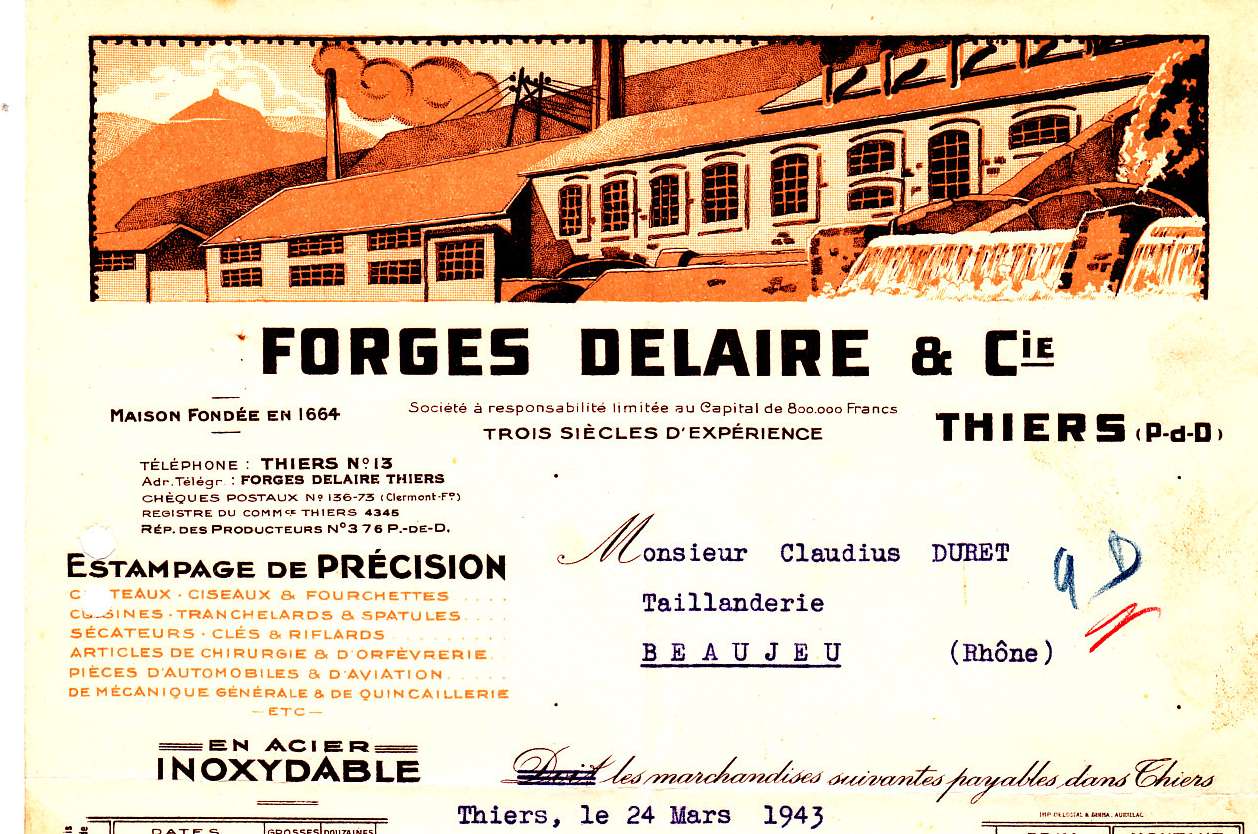 FORGES DELAIRE & Cie
MAISON FONDÉE EN 1664
Société à responsabilité limitée au Capital de 800.000 Francs
TROIS SIÈCLES D'EXPÉRIENCE
THIERS (P-d-D)
TÉLÉPHONE : THIERS N° 13
Adr. Télégr. : FORGES DELAIRE THIERS
CHÈQUES POSTAUX N° 136-73 (Clermont-Fd)
REGISTRE DU COMMce THIERS 4345
RÉP. DES PRODUCTEURS N° 376 P.-DE-D.
ESTAMPAGE DE PRÉCISION
C TEAUX · CISEAUX & FOURCHETTES ....
CUISINES · TRANCHELARDS & SPATULES ....
SÉCATEURS · CLÉS & RIFLARDS ..........
ARTICLES DE CHIRURGIE & D'ORFÈVRERIE.
PIÈCES D'AUTOMOBILES & D'AVIATION ......
DE MÉCANIQUE GÉNÉRALE & DE QUINCAILLERIE
— ETC —
EN ACIER
INOXYDABLE
Monsieur Claudius DURET
Taillanderie
BEAUJEU (Rhône)
9 D
Doit les marchandises suivantes payables dans Thiers
Thiers, le 24 Mars 1943
DATES GROSSES DOUZAINES